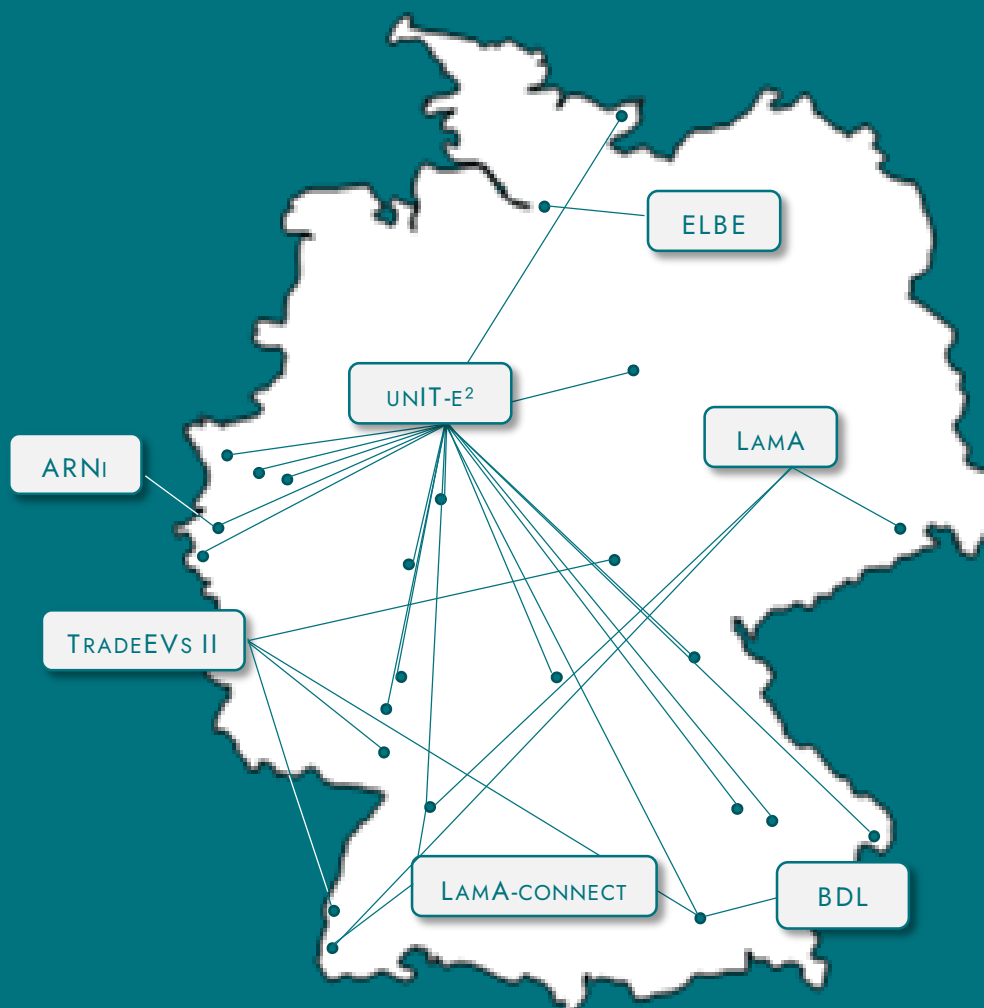 ELBE
UNIT-E²
LAMA
ARNI
TRADEEVS II
LAMA-CONNECT
BDL